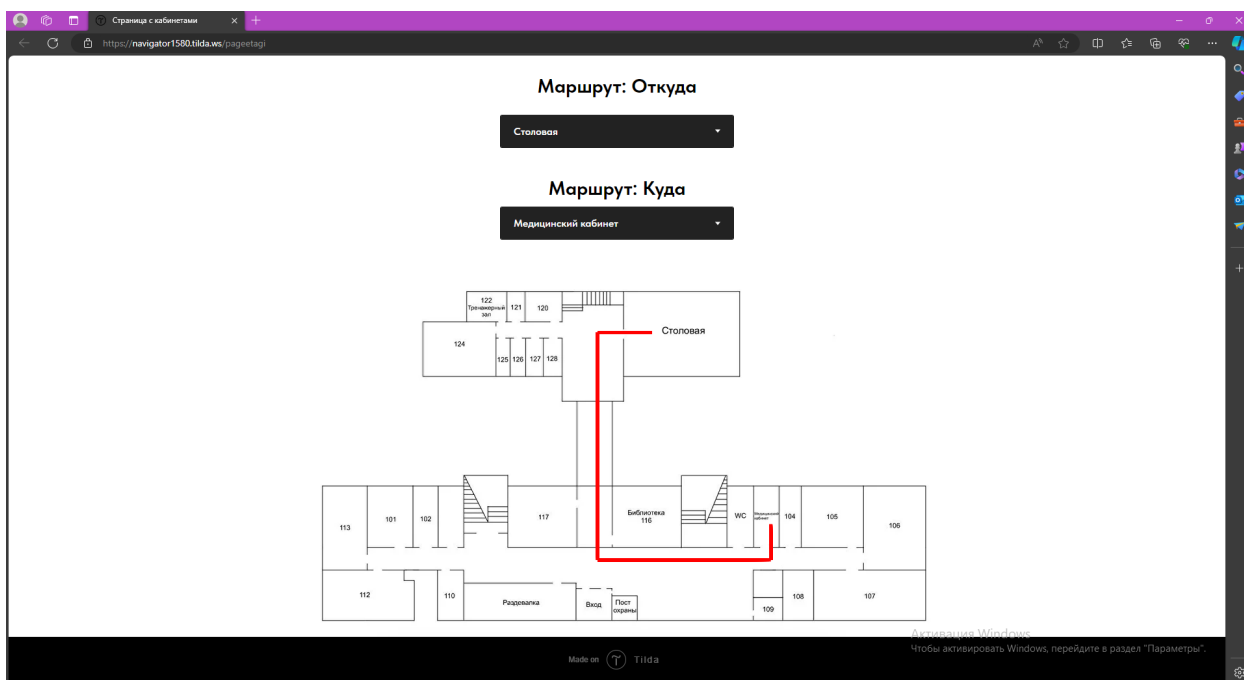 Страница с кабинетами
https://navigator1580.tilda.ws/pageetagi
Маршрут: Откуда
Столовая
Маршрут: Куда
Медицинский кабинет
122
Тренажерный
зал
121
120
Столовая
124
125
126
127
128
113
101
102
117
Библиотека
116
WC
Медицинский
кабинет
104
105
106
112
110
Раздевалка
Вход
Пост
охраны
109
108
107
Активация Windows
Чтобы активировать Windows, перейдите в раздел "Параметры".
Made on
Tilda